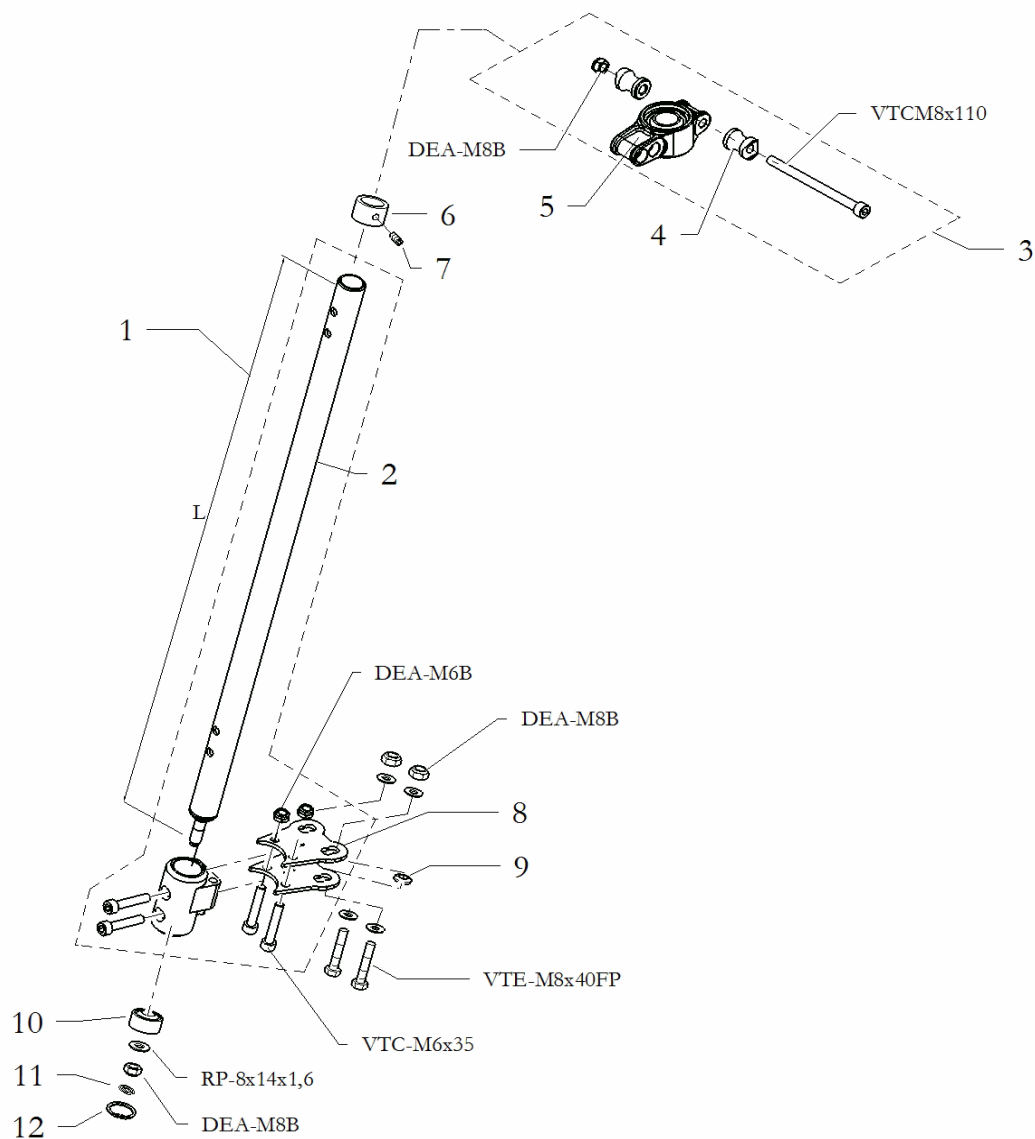 VTCM8x110
DEA-M8B
5
4
3
6
7
1
2
L
DEA-M6B
DEA-M8B
8
9
VTE-M8x40FP
10
VTC-M6x35
RP-8x14x1,6
11
12
DEA-M8B